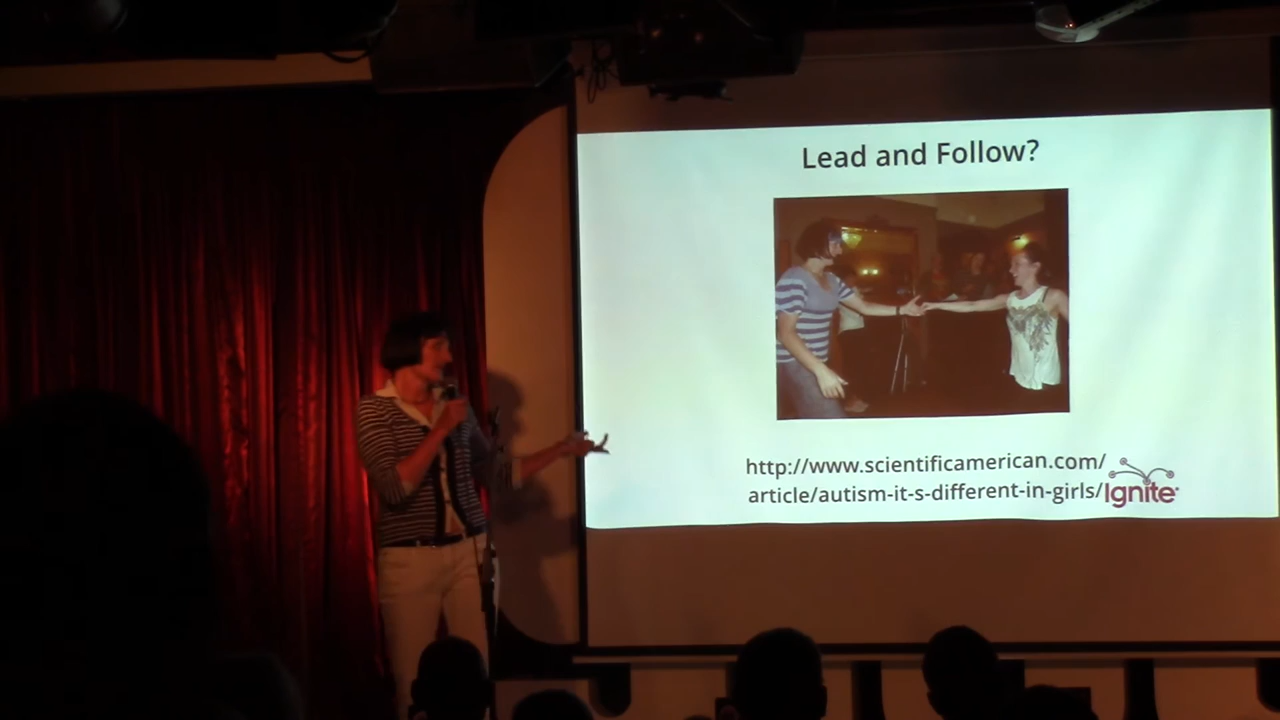 Lead and Follow?
http://www.scientificamerican.com/
article/autism-it-s-different-in-girls/
Ignite